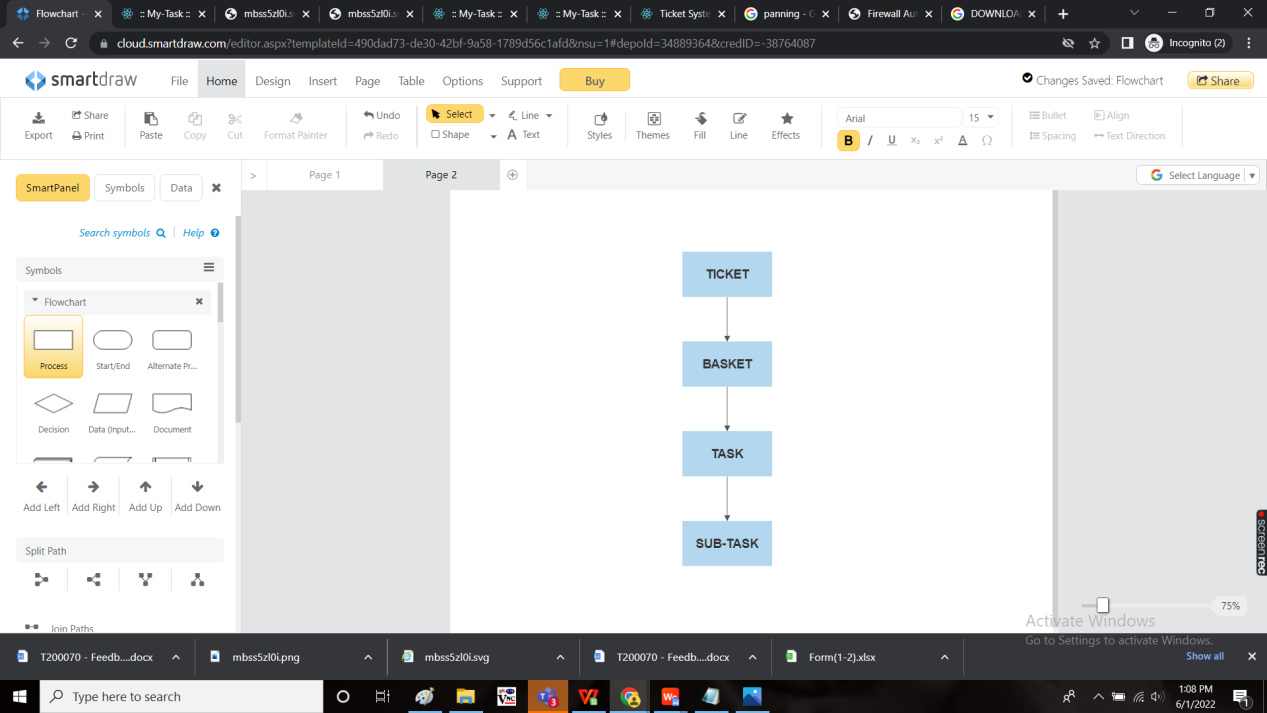 Flowchart -
:: My-Task ::
mbss5zl0i.s
mbss5zl0i.s
:: My-Task ::
:: My-Task ::
Ticket Syste
panning - G
Firewall Aut
DOWNLOA
cloud.smartdraw.com/editor.aspx?templateId=490dad73-de30-42bf-9a58-1789d56c1afd&nsu=1#depoId=34889364&credID=-38764087
Incognito (2)
smartdraw
File
Home
Design
Insert
Page
Table
Options
Support
Buy
Changes Saved: Flowchart
Share
Export
Share
Print
Paste
Copy
Cut
Format Painter
Undo
Redo
Select
Shape
Line
A Text
Styles
Themes
Fill
Line
Effects
Arial
15
B I U X₂ x² A Ω
Bullet
Spacing
Align
Text Direction
SmartPanel
Symbols
Data
>
Page 1
Page 2
Select Language
Search symbols
Help
Symbols
Flowchart
Process
Start/End
Alternate Pr...
Decision
Data (Input...
Document
Add Left
Add Right
Add Up
Add Down
Split Path
Join Paths
TICKET
BASKET
TASK
SUB-TASK
screenrec
75%
Activate Windows
Go to Settings to activate Windows.
T200070 - Feedb....docx
mbss5zl0i.png
mbss5zl0i.svg
T200070 - Feedb....docx
Form(1-2).xlsx
Show all
Type here to search
1:08 PM
6/1/2022